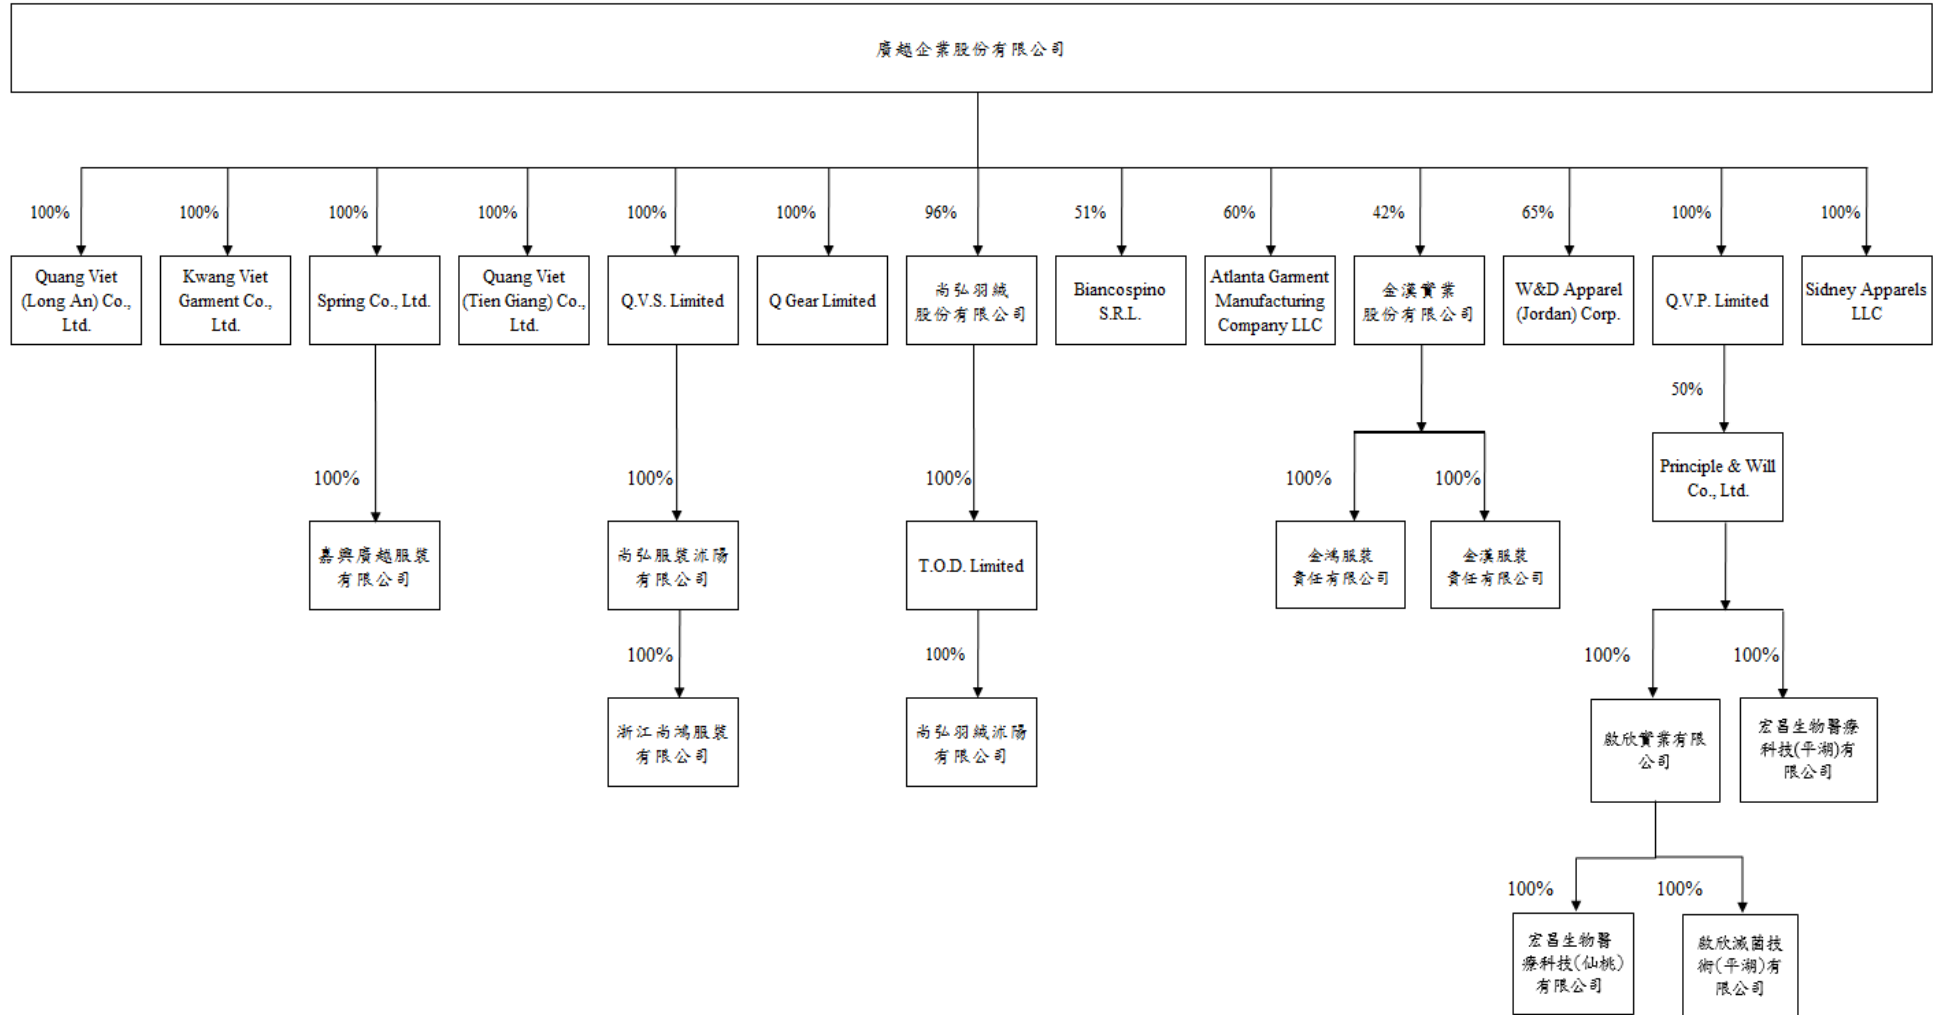 廣越企業股份有限公司
100%
100%
100%
100%
100%
100%
96%
51%
60%
42%
65%
100%
100%
Quang Viet
(Long An) Co.,
Ltd.
Kwang Viet
Garment Co.,
Ltd.
Spring Co., Ltd.
Quang Viet
(Tien Giang) Co.,
Ltd.
Q.V.S. Limited
Q Gear Limited
尚弘羽絨
股份有限公司
Biancospino
S.R.L.
Atlanta Garment
Manufacturing
Company LLC
金漢實業
股份有限公司
W&D Apparel
(Jordan) Corp.
Q.V.P. Limited
Sidney Apparels
LLC
50%
Principle & Will
Co., Ltd.
100%
100%
100%
100%
100%
嘉興廣越服裝
有限公司
尚弘服裝沭陽
有限公司
T.O.D. Limited
金鴻服裝
責任有限公司
金漢服裝
責任有限公司
100%
100%
100%
100%
浙江尚鴻服裝
有限公司
尚弘羽絨沭陽
有限公司
啟欣實業有限
公司
宏昌生物醫療
科技(平湖)有
限公司
100%
100%
宏昌生物醫
療科技(仙桃)
有限公司
啟欣滅菌技
術(平湖)有
限公司